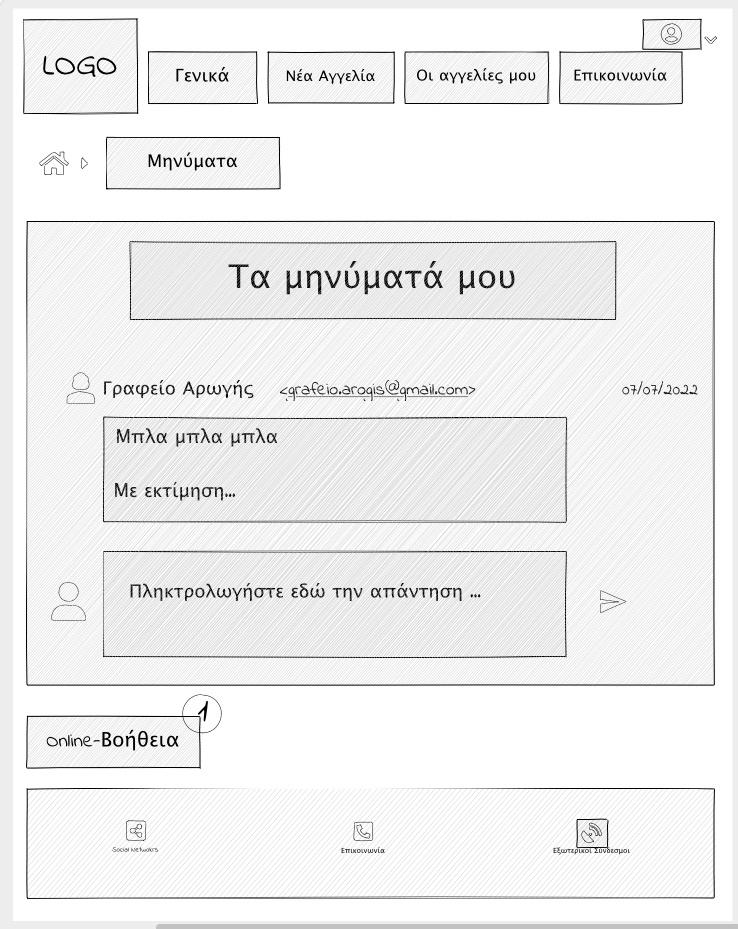 LOGO
Γενικά
Νέα Αγγελία
Οι αγγελίες μου
Επικοινωνία
Μηνύματα
Τα μηνύματά μου
Γραφείο Αρωγής <grafeio.arogis@gmail.com> 07/07/2022
Μπλα μπλα μπλα
Με εκτίμηση...
Πληκτρολωγήστε εδώ την απάντηση ...
1
Online-Βοήθεια
Social Networks
Επικοινωνία
Εξωτερικοί Σύνδεσμοι